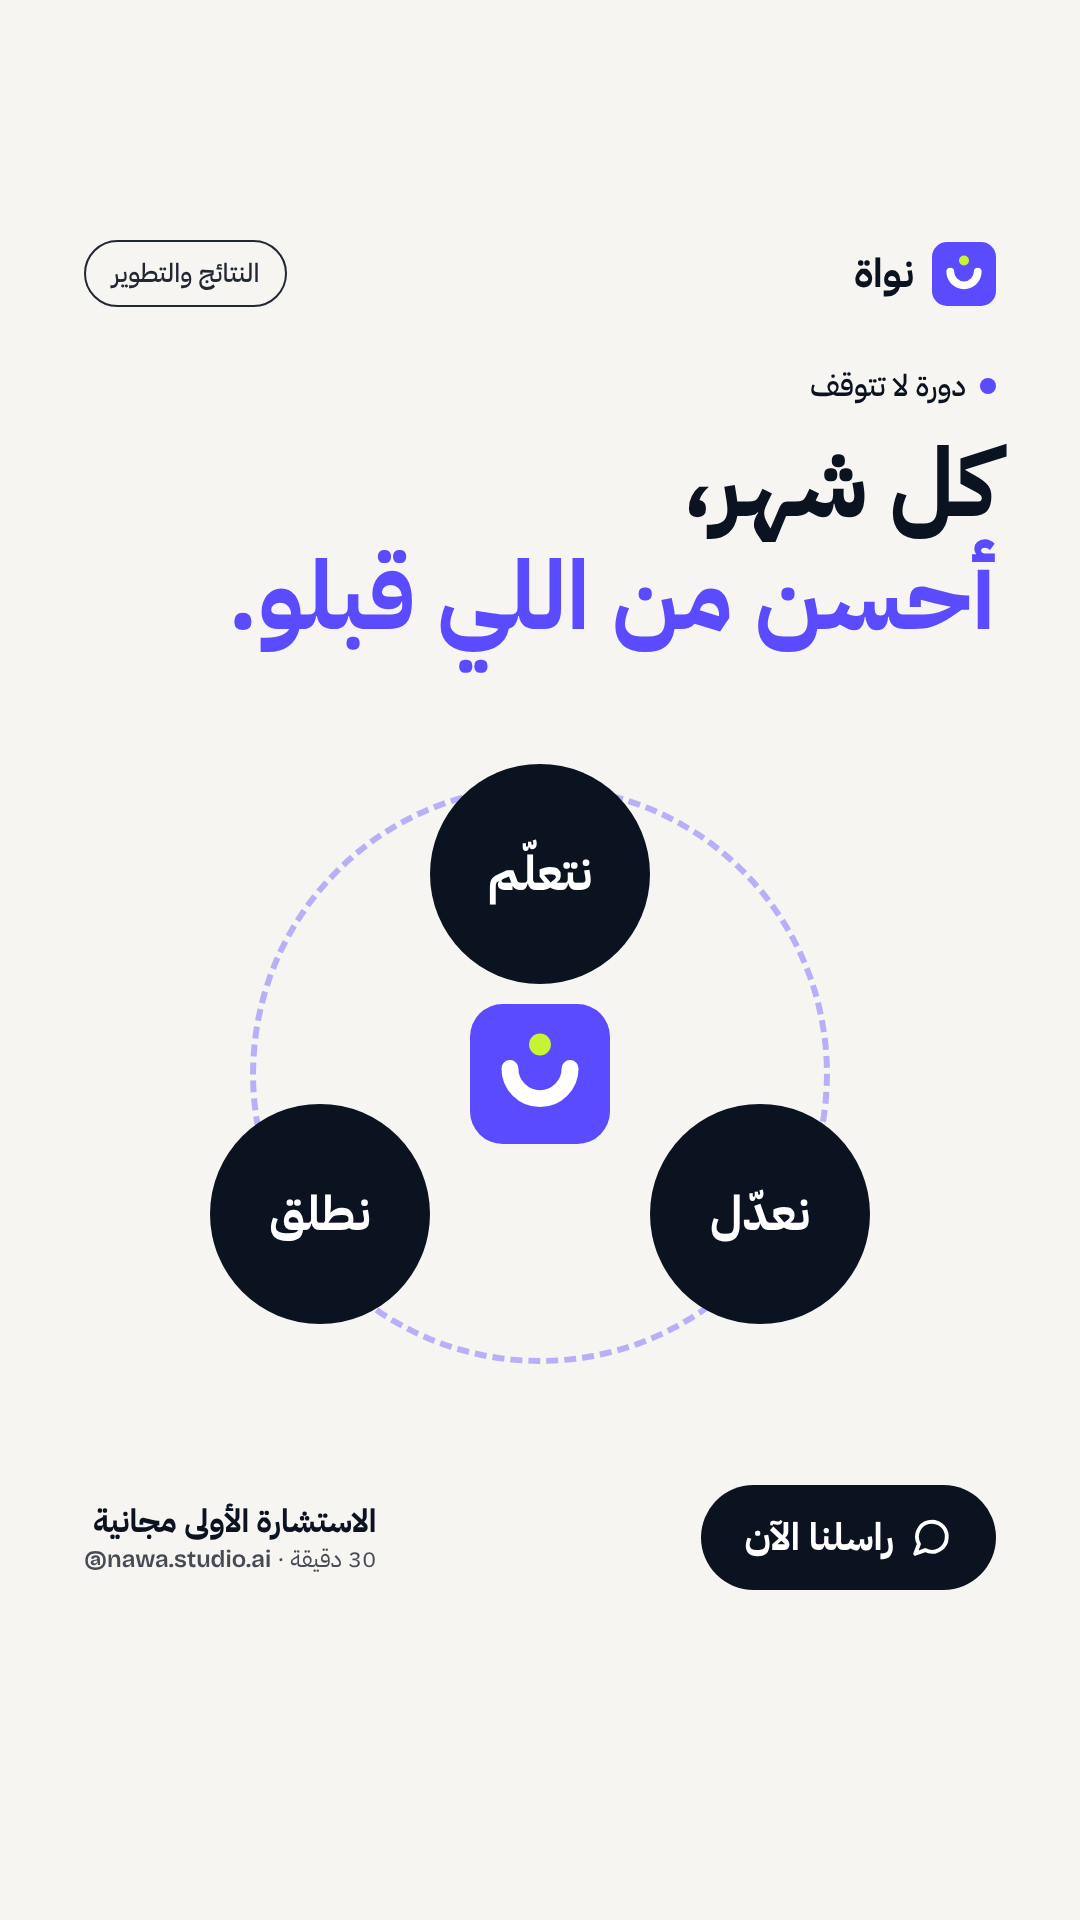 نواة
النتائج والتطوير
دورة لا تتوقف
كل شهر،
أحسن من اللي قبلو.
نتعلّم
نعدّل
نطلق
راسلنا الآن
الاستشارة الأولى مجانية
30 دقيقة · @nawa.studio.ai